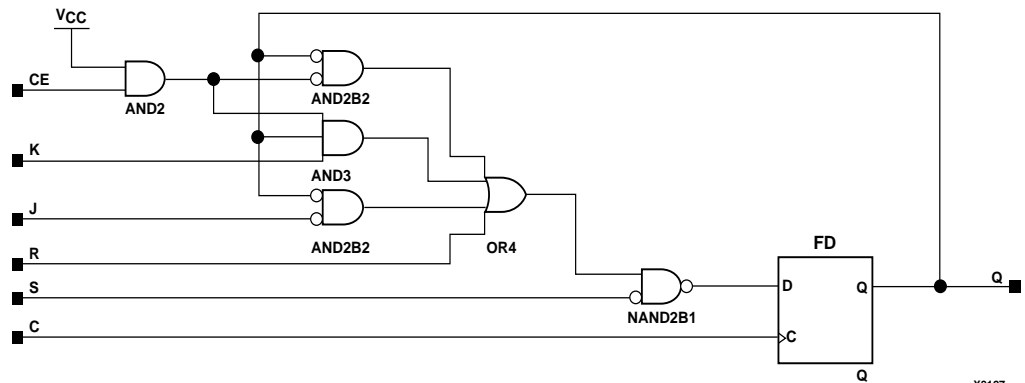 VCC
CE
AND2
AND2B2
K
AND3
J
AND2B2
R
OR4
S
NAND2B1
C
FD
D
Q
C
Q
Q